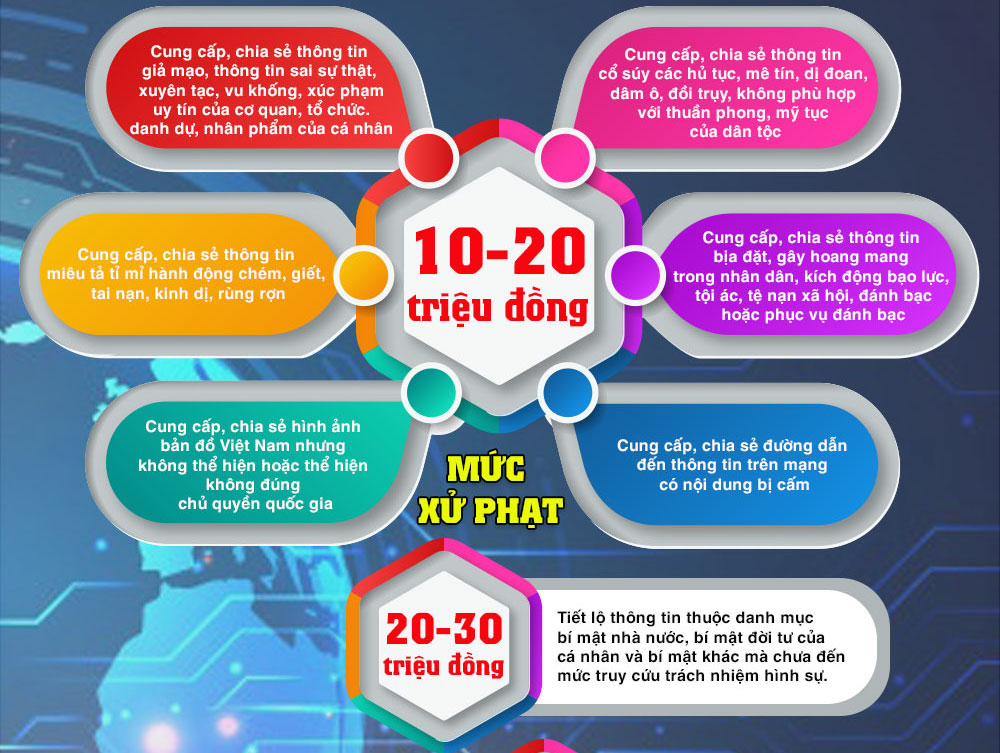 Cung cấp, chia sẻ thông tin
giả mạo, thông tin sai sự thật,
xuyên tạc, vu khống, xúc phạm
uy tín của cơ quan, tổ chức.
danh dự, nhân phẩm của cá nhân
Cung cấp, chia sẻ thông tin
cổ súy các hủ tục, mê tín, dị đoan,
dâm ô, đồi trụy, không phù hợp
với thuần phong, mỹ tục
của dân tộc
Cung cấp, chia sẻ thông tin
miêu tả tỉ mỉ hành động chém, giết,
tai nạn, kinh dị, rùng rợn
10-20
triệu đồng
Cung cấp, chia sẻ thông tin
bịa đặt, gây hoang mang
trong nhân dân, kích động bạo lực,
tội ác, tệ nạn xã hội, đánh bạc
hoặc phục vụ đánh bạc
Cung cấp, chia sẻ hình ảnh
bản đồ Việt Nam nhưng
không thể hiện hoặc thể hiện
không đúng
chủ quyền quốc gia
Cung cấp, chia sẻ đường dẫn
đến thông tin trên mạng
có nội dung bị cấm
MỨC
XỬ PHẠT
20-30
triệu đồng
Tiết lộ thông tin thuộc danh mục
bí mật nhà nước, bí mật đời tư của
cá nhân và bí mật khác mà chưa đến
mức truy cứu trách nhiệm hình sự.